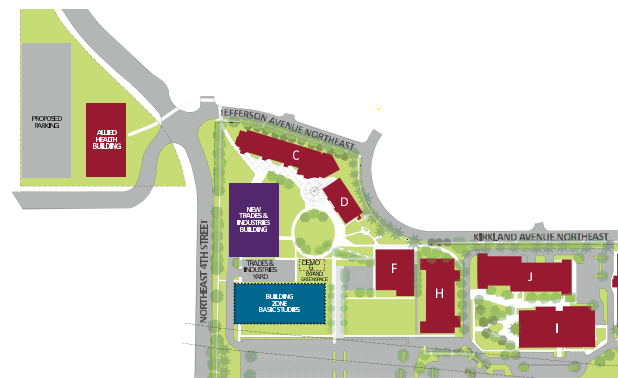 PROPOSED
PARKING
ALLIED
HEALTH
BUILDING
JEFFERSON AVENUE NORTHEAST
C
D
NEW
TRADES &
INDUSTRIES
BUILDING
NORTHEAST 4TH STREET
KIRKLAND AVENUE NORTHEAST
TRADES &
INDUSTRIES
YARD
DEMO
G
EXPAND
GREENSPACE
BUILDING
ZONE
BASIC STUDIES
F
H
J
I